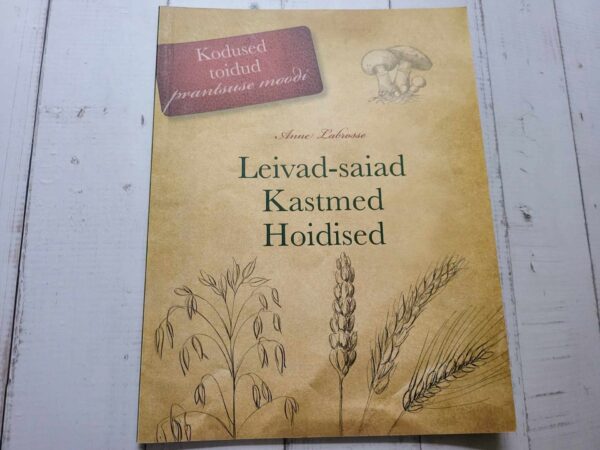 Kodused
toidud
prantsuse moodi
Anne Labrosse
Leivad-saiad
Kastmed
Hoidised